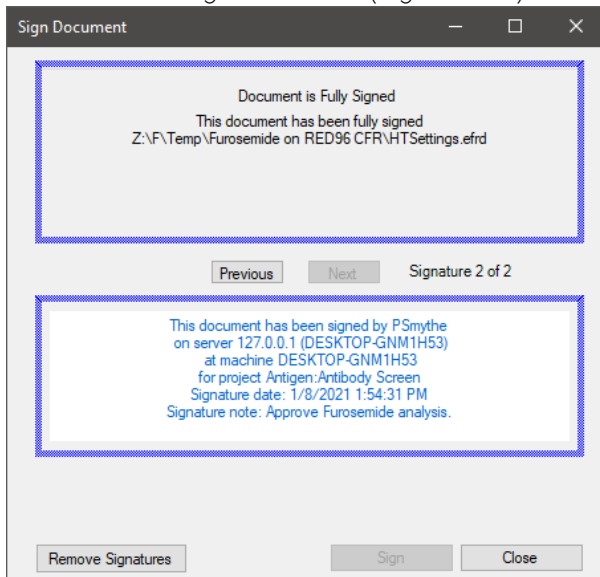 Sign Document
Document is Fully Signed
This document has been fully signed
Z:\F\Temp\Furosemide on RED96 CFR\HTSettings.efrd
Previous Next Signature 2 of 2
This document has been signed by PSmythe
on server 127.0.0.1 (DESKTOP-GNM1H53)
at machine DESKTOP-GNM1H53
for project Antigen:Antibody Screen
Signature date: 1/8/2021 1:54:31 PM
Signature note: Approve Furosemide analysis.
Remove Signatures Sign Close